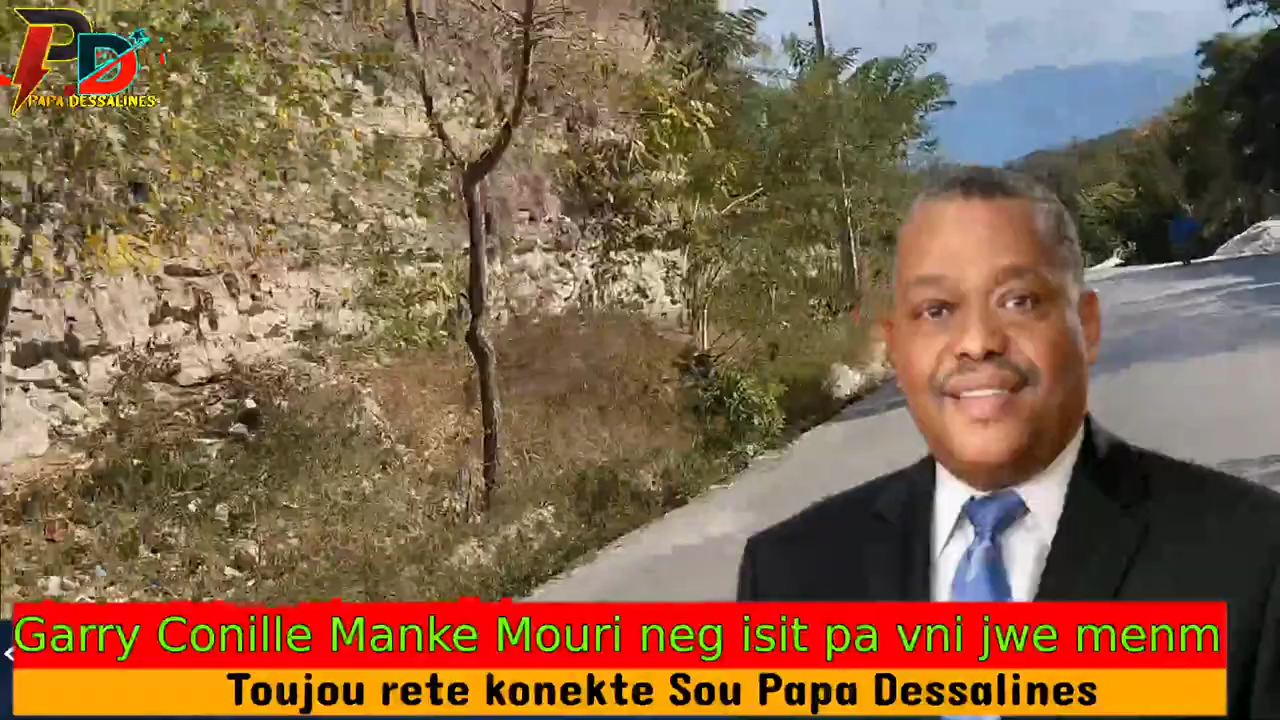 PD
PAPA DESSALINES
Garry Conille Manke Mouri neg isit pa vni jwe menm
Toujou rete konekte Sou Papa Dessalines